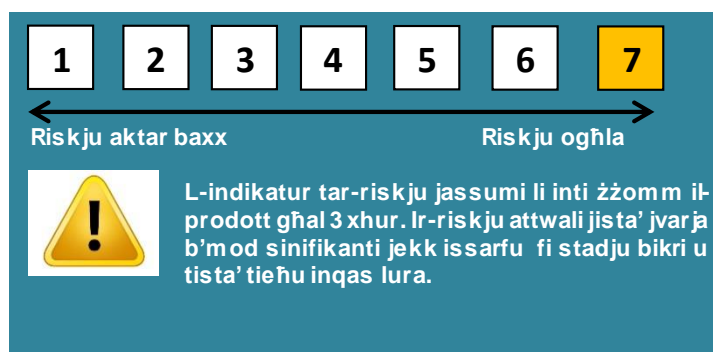 1 2 3 4 5 6 7
Riskju aktar baxx Riskju ogħla
L-indikatur tar-riskju jassumi li inti żżomm il-
prodott għal 3 xhur. Ir-riskju attwali jista' jvarja
b'mod sinifikanti jekk issarfu fi stadju bikri u
tista' tieħu inqas lura.